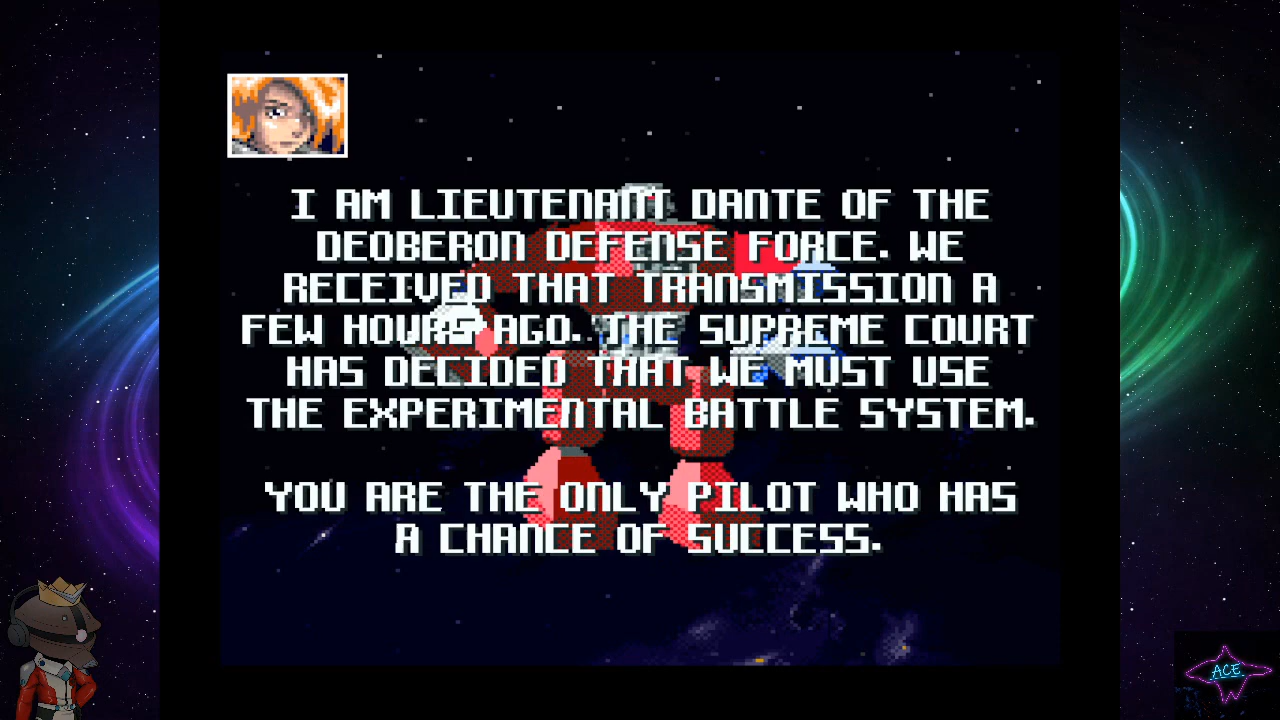 I AM LIEUTENANT DANTE OF THE
DEOBERON DEFENSE FORCE. WE
RECEIVED THAT TRANSMISSION A
FEW HOURS AGO. THE SUPREME COURT
HAS DECIDED THAT WE MUST USE
THE EXPERIMENTAL BATTLE SYSTEM.
YOU ARE THE ONLY PILOT WHO HAS
A CHANCE OF SUCCESS.
ACE